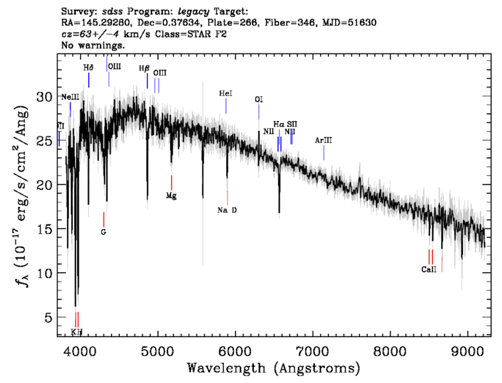 Survey: sdss Program: legacy Target:
RA=145.29280, Dec=0.37634, Plate=266, Fiber=346, MJD=51630
cz=63+/-4 km/s Class=STAR F2
No warnings.
Hδ OIII Hβ OIII
NeIII HeI OI Hα SII
NII NII ArIII
Mg Na D
G
CaII
K H
30
25
20
15
10
5
fλ (10⁻¹⁷ erg/s/cm²/Ang)
4000 5000 6000 7000 8000 9000
Wavelength (Angstroms)